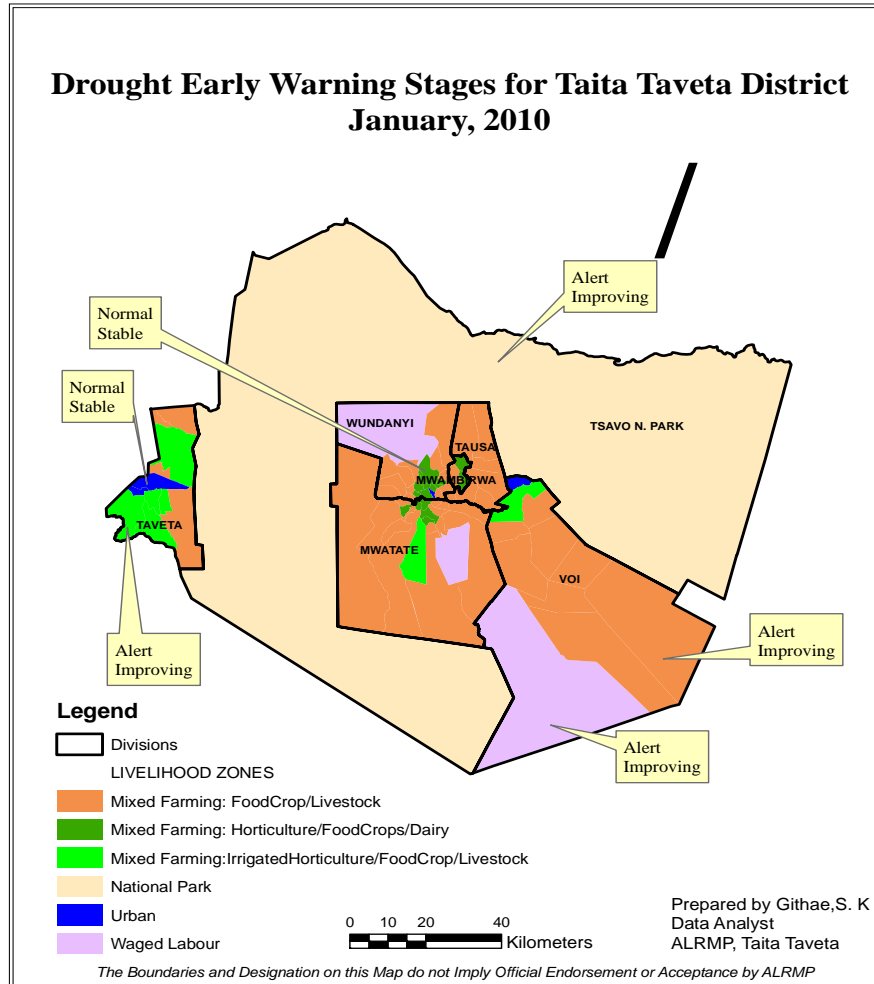 Drought Early Warning Stages for Taita Taveta District
January, 2010
Alert
Improving
Normal
Stable
Normal
Stable
WUNDANYI
TSAVO N. PARK
TAUSA
MWAMBIRWA
TAVETA
MWATATE
VOI
Alert
Improving
Alert
Improving
Alert
Improving
Legend
Divisions
LIVELIHOOD ZONES
Mixed Farming: FoodCrop/Livestock
Mixed Farming: Horticulture/FoodCrops/Dairy
Mixed Farming:IrrigatedHorticulture/FoodCrop/Livestock
National Park
Urban
Waged Labour
0 5 10 20 30 40
Kilometers
Prepared by Githae,S. K
Data Analyst
ALRMP, Taita Taveta
The Boundaries and Designation on this Map do not Imply Official Endorsement or Acceptance by ALRMP